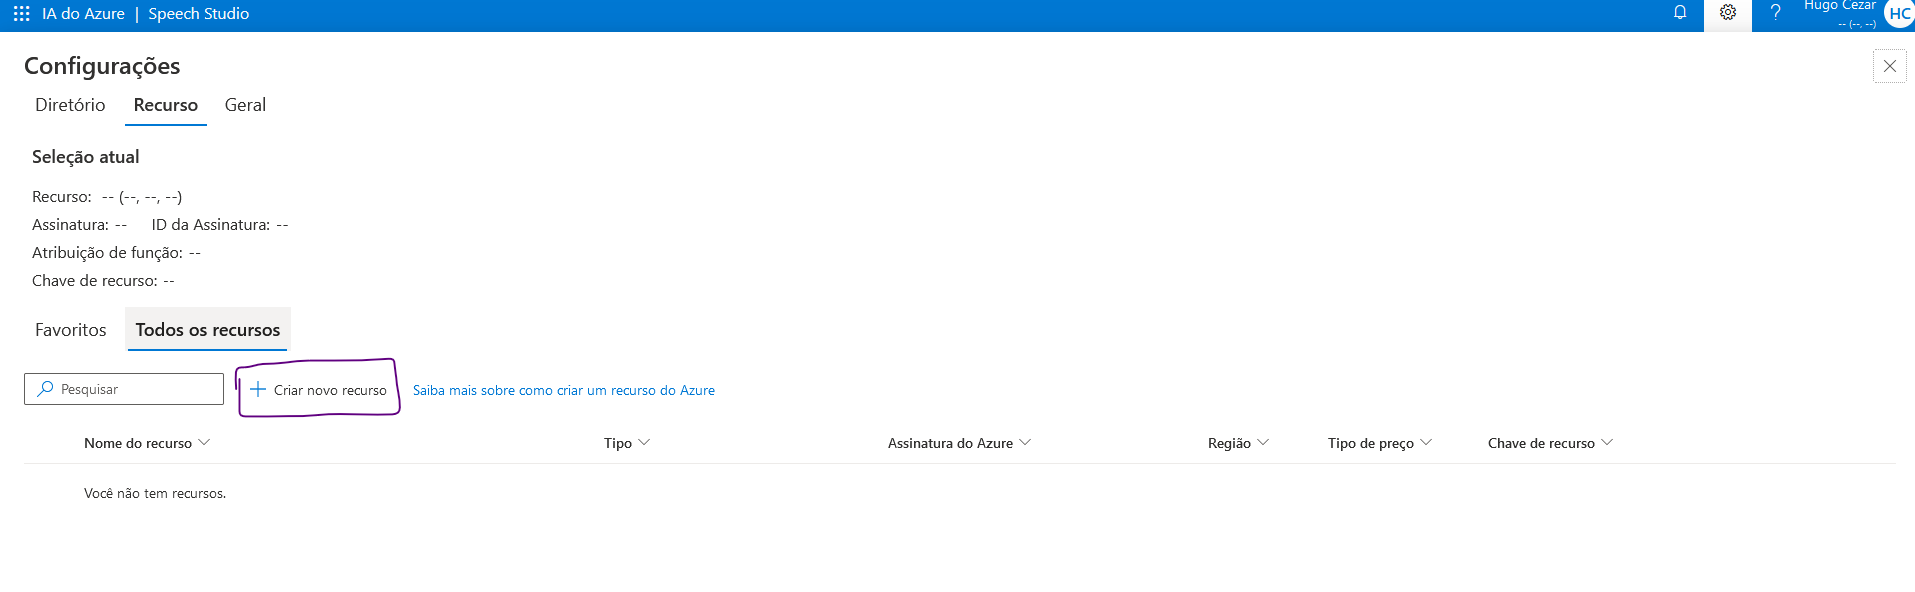 IA do Azure | Speech Studio
Hugo Cezar
-- (--, --)
HC
Configurações
Diretório Recurso Geral
Seleção atual
Recurso: -- (--, --, --)
Assinatura: -- ID da Assinatura: --
Atribuição de função: --
Chave de recurso: --
Favoritos Todos os recursos
Pesquisar + Criar novo recurso Saiba mais sobre como criar um recurso do Azure
Nome do recurso Tipo Assinatura do Azure Região Tipo de preço Chave de recurso
Você não tem recursos.